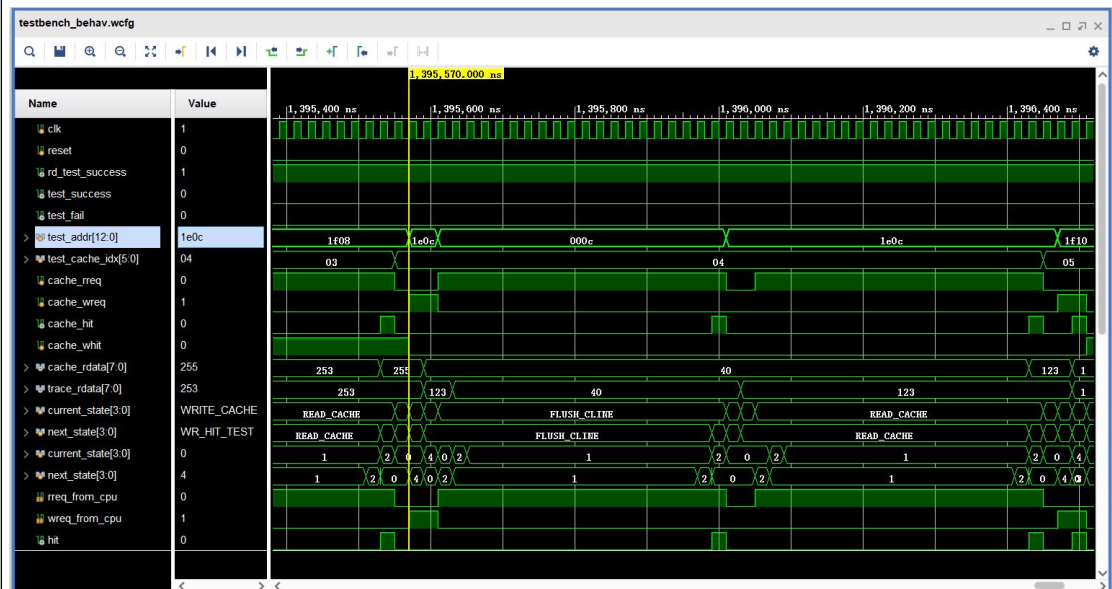 testbench_behav.wcfg
1,395,570.000 ns
Name Value
1,395,400 ns 1,395,600 ns 1,395,800 ns 1,396,000 ns 1,396,200 ns 1,396,400 ns
clk 1
reset 0
rd_test_success 1
test_success 0
test_fail 0
test_addr[12:0] 1e0c 1f08 1e0c 000c 1e0c 1f10
test_cache_idx[5:0] 04 03 04 05
cache_rreq 0
cache_wreq 1
cache_hit 0
cache_whit 0
cache_rdata[7:0] 255 253 255 40 123 1
trace_rdata[7:0] 253 253 123 40 123 1
current_state[3:0] WRITE_CACHE READ_CACHE FLUSH_CLINE READ_CACHE
next_state[3:0] WR_HIT_TEST READ_CACHE FLUSH_CLINE READ_CACHE
current_state[3:0] 0 1 2 0 4 0 2 1 2 0 2 1 2 0 4
next_state[3:0] 4 1 2 0 4 0 2 1 2 0 2 1 2 0 4
rreq_from_cpu 0
wreq_from_cpu 1
hit 0